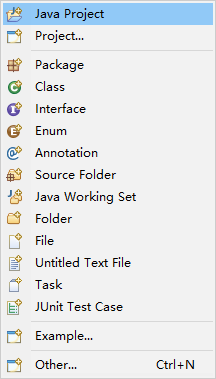 Java Project
Project...
Package
Class
Interface
Enum
Annotation
Source Folder
Java Working Set
Folder
File
Untitled Text File
Task
JUnit Test Case
Example...
Other... Ctrl+N